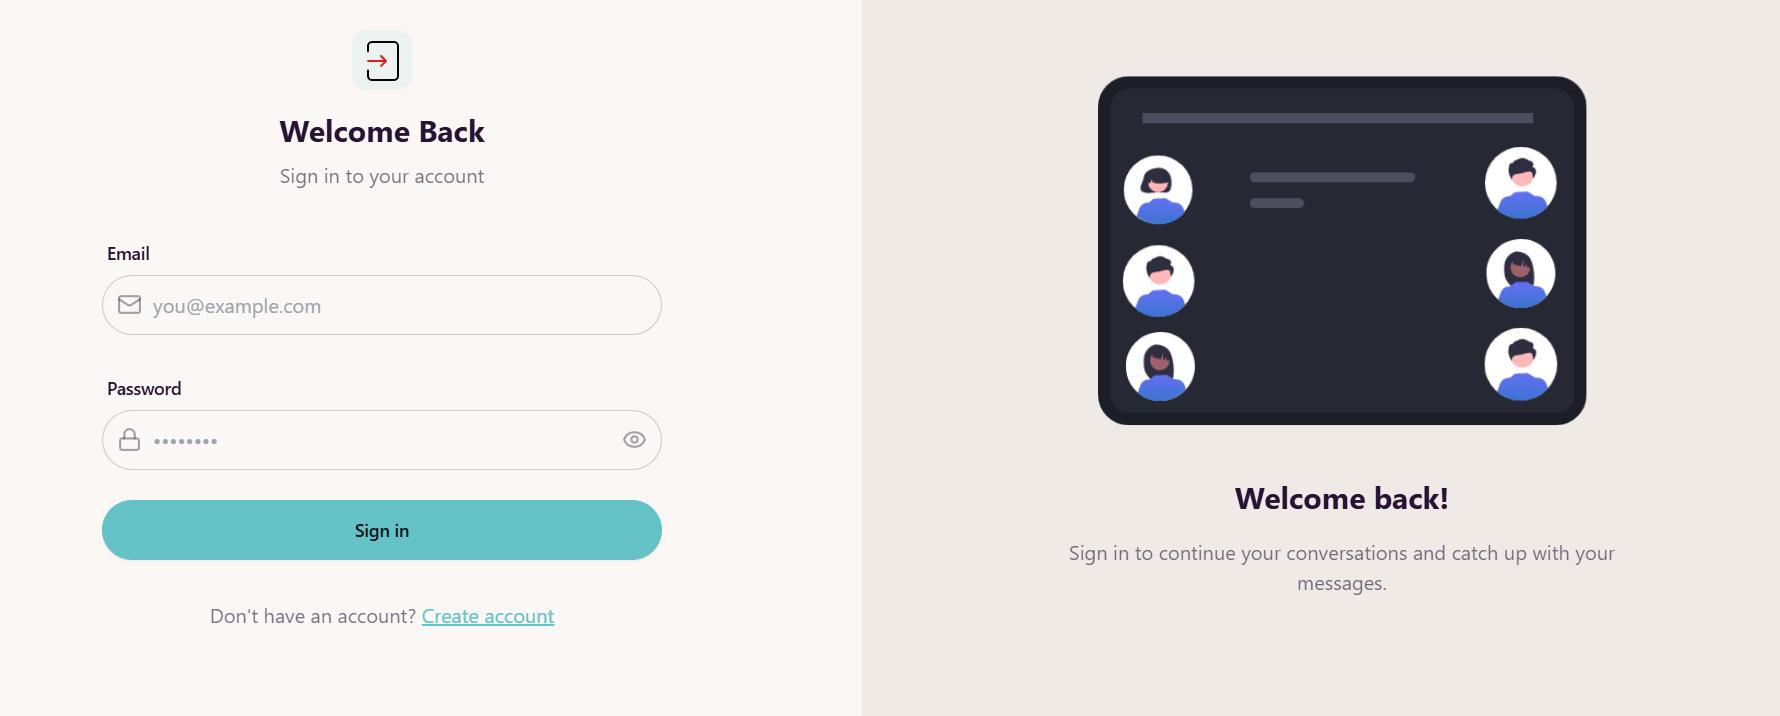 Welcome Back
Sign in to your account
Email
you@example.com
Password
••••••••
Sign in
Don't have an account? Create account
Welcome back!
Sign in to continue your conversations and catch up with your
messages.